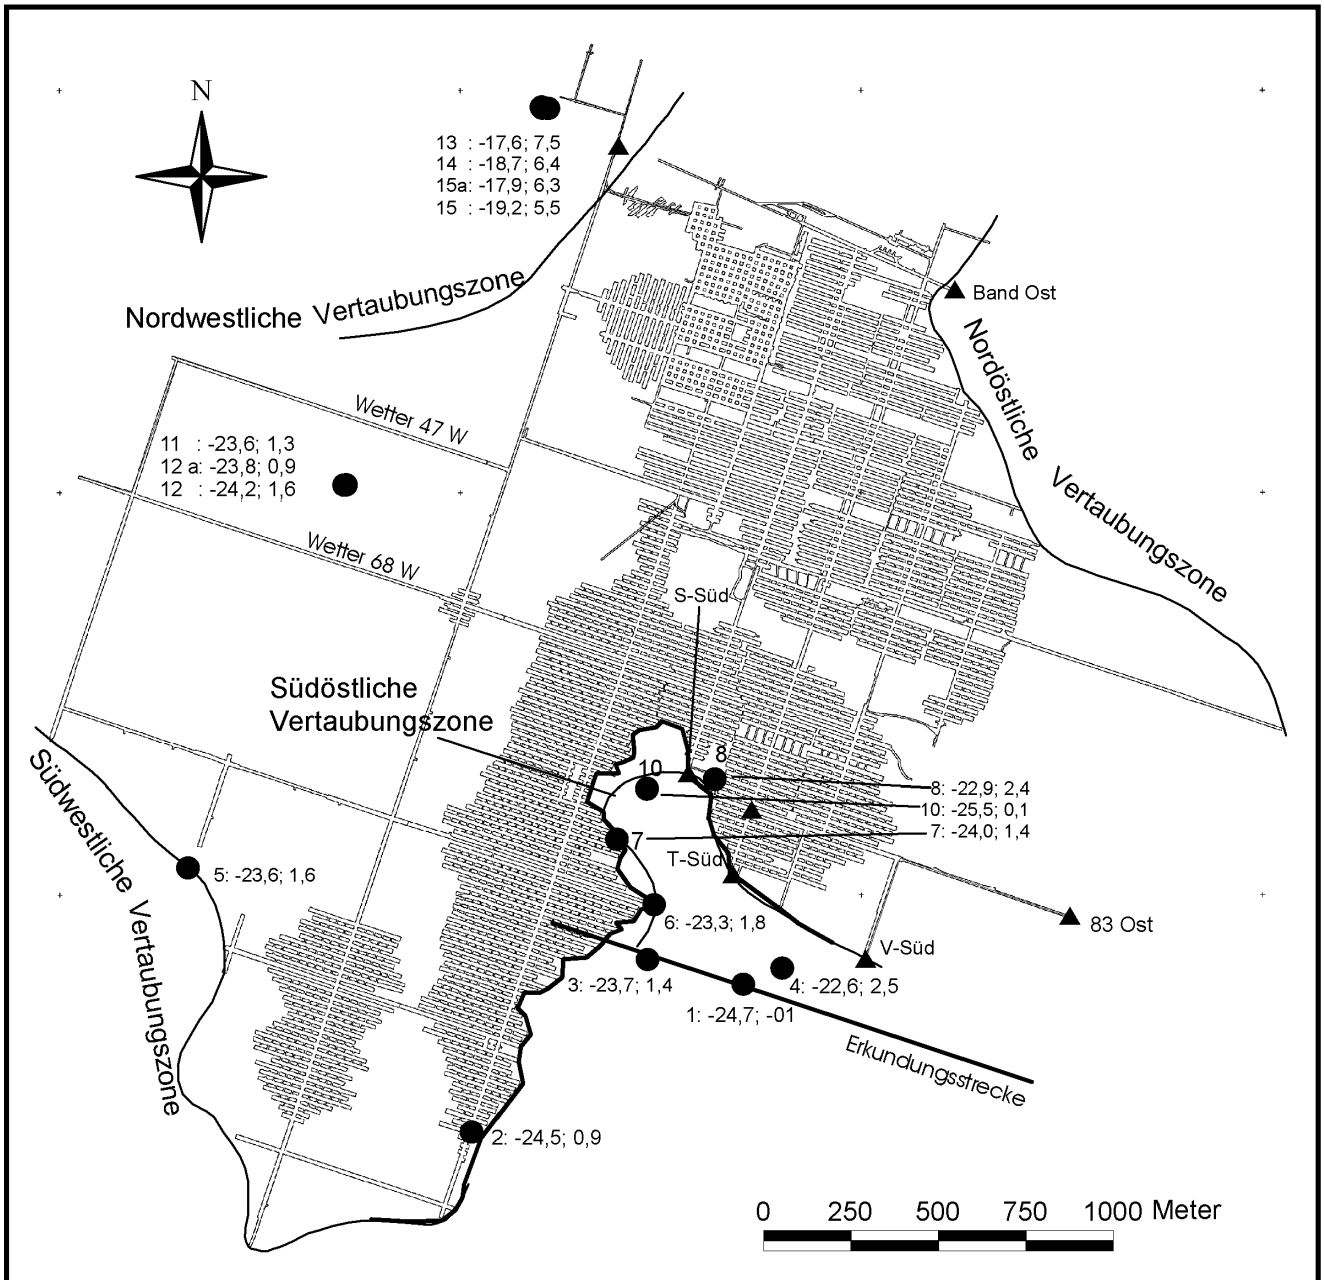 N
13 : -17,6; 7,5
14 : -18,7; 6,4
15a: -17,9; 6,3
15 : -19,2; 5,5
Nordwestliche Vertaubungszone
Band Ost
Nordöstliche Vertaubungszone
Wetter 47 W
11 : -23,6; 1,3
12 a: -23,8; 0,9
12 : -24,2; 1,6
Wetter 68 W
S-Süd
Südöstliche
Vertaubungszone
Südwestliche Vertaubungszone
8
10
8: -22,9; 2,4
10: -25,5; 0,1
7: -24,0; 1,4
7
T-Süd
5: -23,6; 1,6
6: -23,3; 1,8
83 Ost
V-Süd
3: -23,7; 1,4
4: -22,6; 2,5
1: -24,7; -01
Erkundungsstrecke
2: -24,5; 0,9
0 250 500 750 1000 Meter